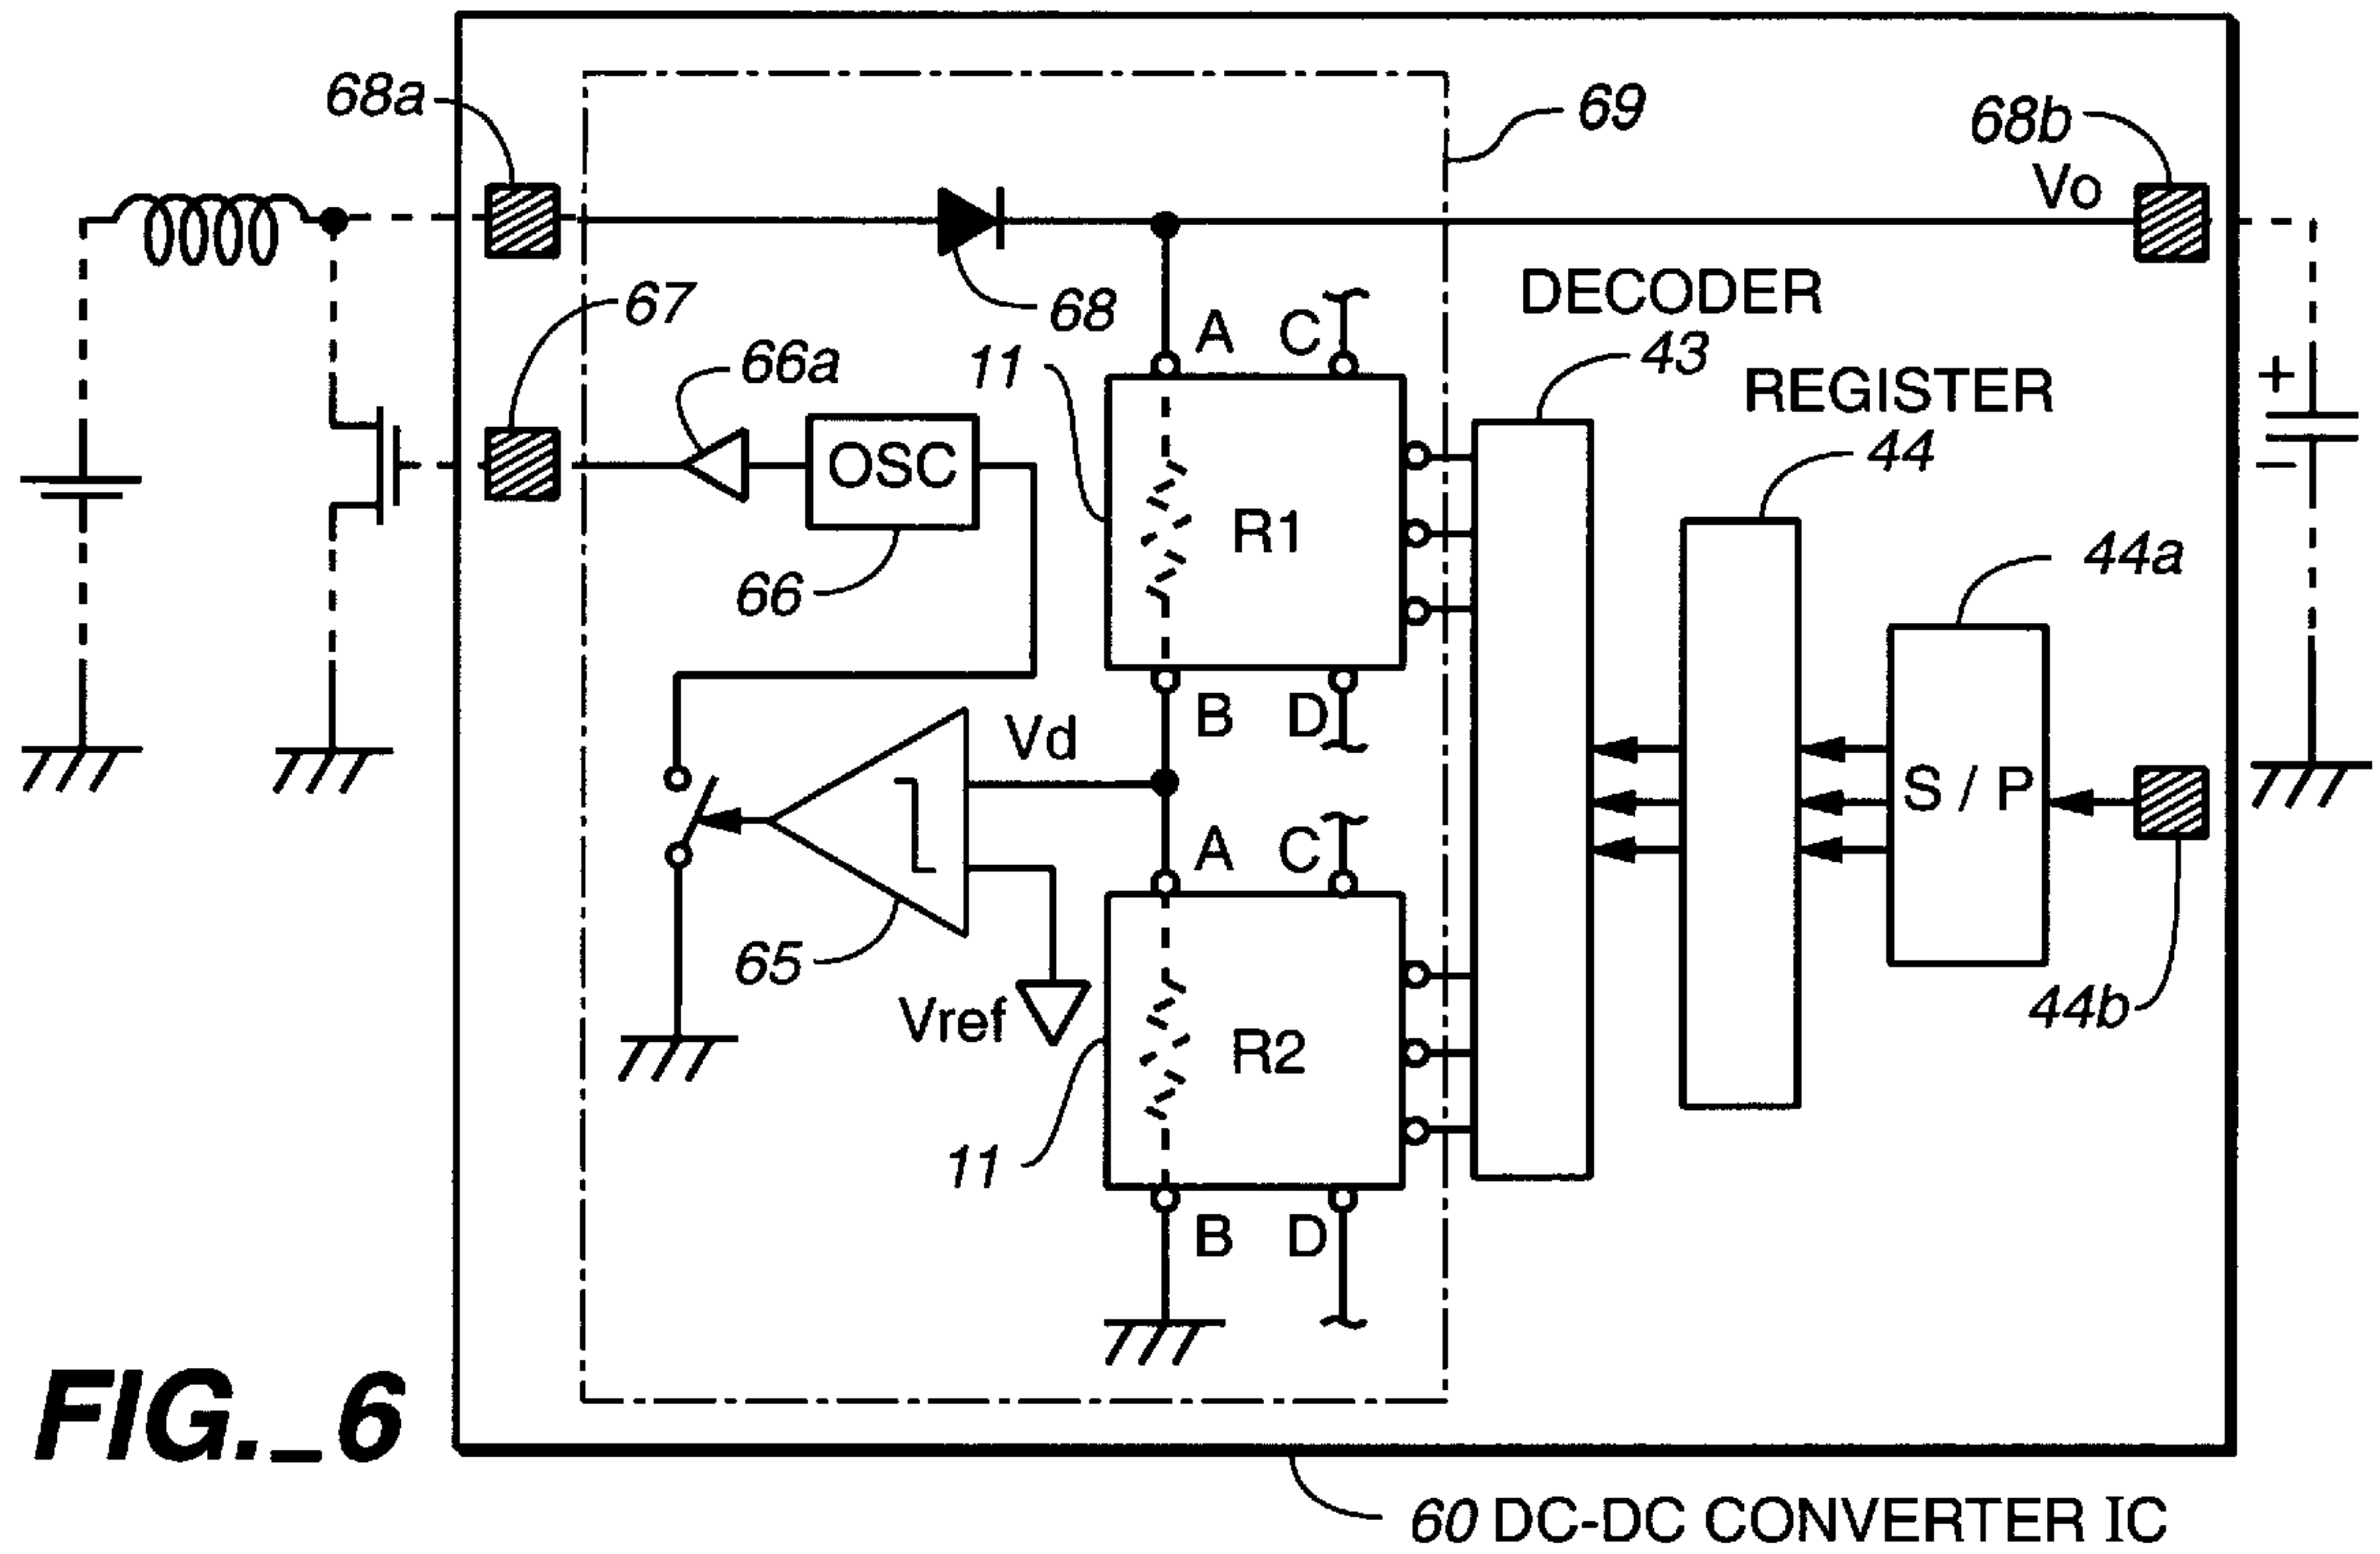 68a
69
68b
Vo
67
68
DECODER
43
66a
11
A
C
REGISTER
44
+
−
OSC
R1
44a
66
B
D
Vd
S / P
A
C
65
Vref
R2
44b
11
B
D
FIG._6
60 DC-DC CONVERTER IC